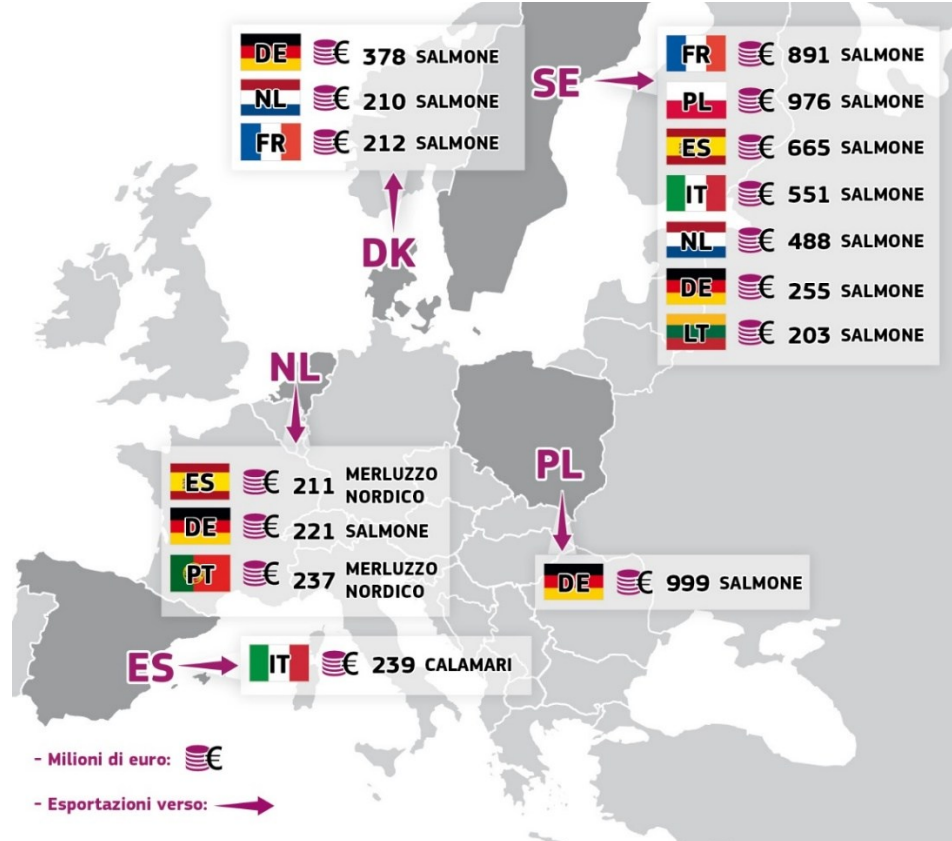 DE € 378 SALMONE
NL € 210 SALMONE
FR € 212 SALMONE
DK
SE
FR € 891 SALMONE
PL € 976 SALMONE
ES € 665 SALMONE
IT € 551 SALMONE
NL € 488 SALMONE
DE € 255 SALMONE
LT € 203 SALMONE
NL
ES € 211 MERLUZZO
NORDICO
DE € 221 SALMONE
PT € 237 MERLUZZO
NORDICO
PL
DE € 999 SALMONE
ES
IT € 239 CALAMARI
- Milioni di euro: €
- Esportazioni verso: